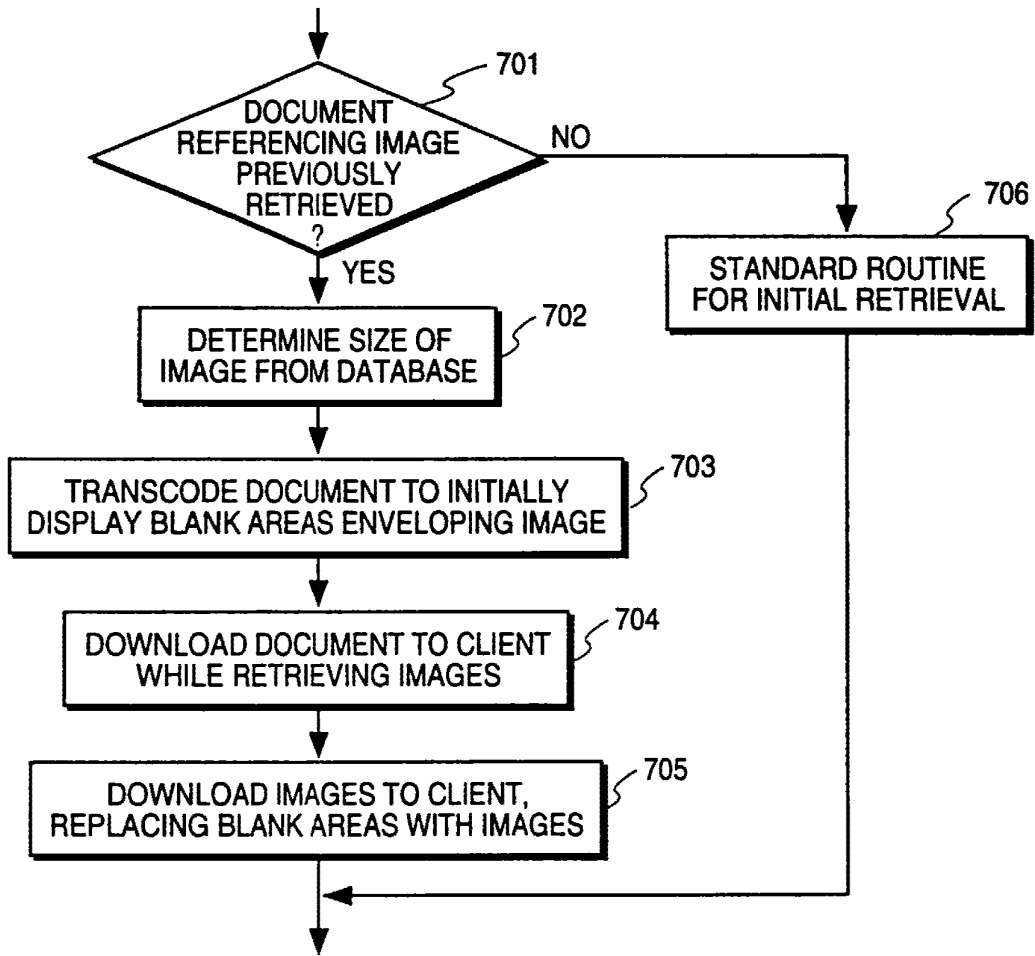 701
DOCUMENT
REFERENCING IMAGE
PREVIOUSLY
RETRIEVED
?
NO
YES
706
STANDARD ROUTINE
FOR INITIAL RETRIEVAL
702
DETERMINE SIZE OF
IMAGE FROM DATABASE
703
TRANSCODE DOCUMENT TO INITIALLY
DISPLAY BLANK AREAS ENVELOPING IMAGE
704
DOWNLOAD DOCUMENT TO CLIENT
WHILE RETRIEVING IMAGES
705
DOWNLOAD IMAGES TO CLIENT,
REPLACING BLANK AREAS WITH IMAGES